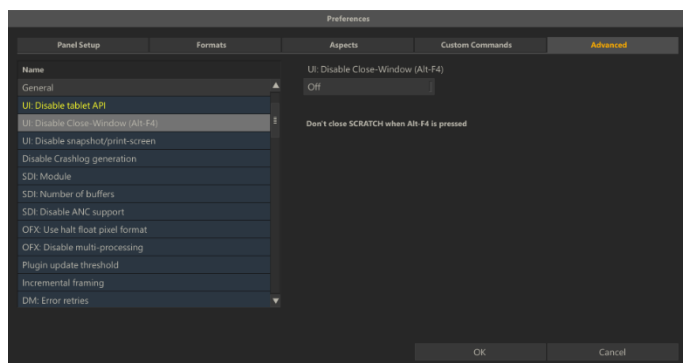 Preferences
Panel Setup
Formats
Aspects
Custom Commands
Advanced
Name
General
UI: Disable tablet API
UI: Disable Close-Window (Alt-F4)
UI: Disable snapshot/print-screen
Disable Crashlog generation
SDI: Module
SDI: Number of buffers
SDI: Disable ANC support
OFX: Use halt float pixel format
OFX: Disable multi-processing
Plugin update threshold
Incremental framing
DM: Error retries
UI: Disable Close-Window (Alt-F4)
Off
Don't close SCRATCH when Alt-F4 is pressed
OK
Cancel